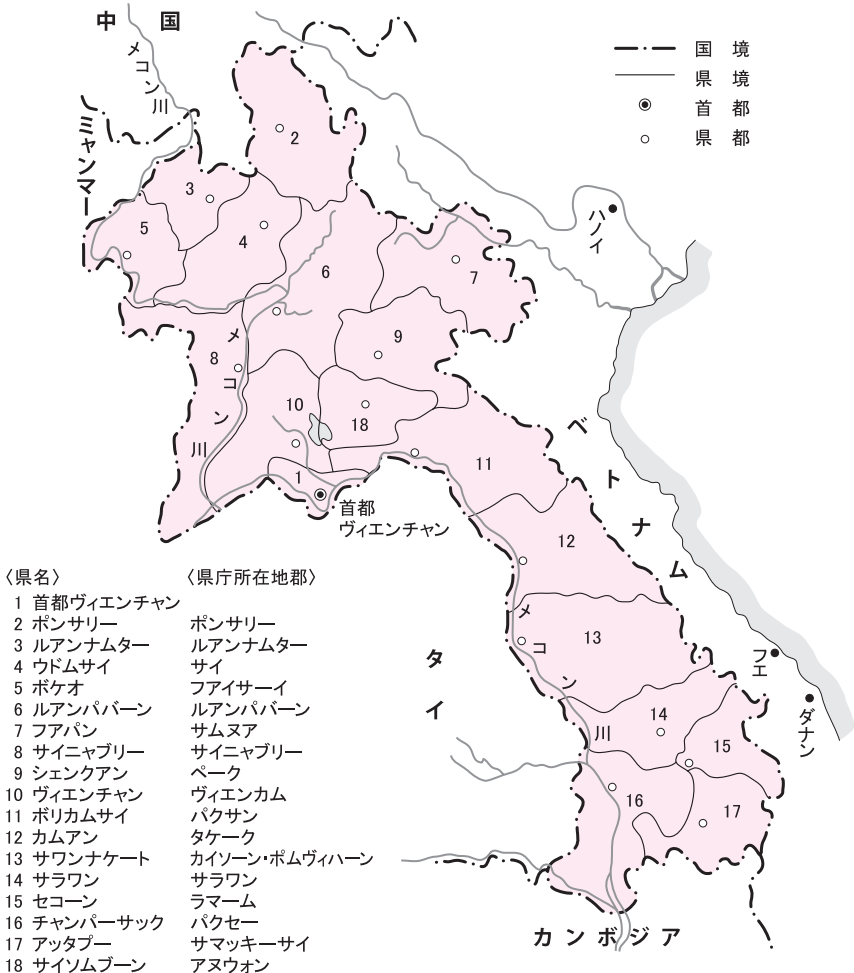 中国
メコン川
ミャンマー
国境
県境
首都
県都
ハノイ
2
3
5
4
6
7
9
8
メコン川
10
18
11
1
首都
ヴィエンチャン
ベトナム
12
メコン川
13
タイ
フエ
ダナン
14
15
16
17
カンボジア
〈県名〉 〈県庁所在地郡〉
1 首都ヴィエンチャン
2 ポンサリー ポンサリー
3 ルアンナムター ルアンナムター
4 ウドムサイ サイ
5 ボケオ フアイサーイ
6 ルアンパバーン ルアンパバーン
7 フアパン サムヌア
8 サイニャブリー サイニャブリー
9 シェンクアン ペーク
10 ヴィエンチャン ヴィエンカム
11 ボリカムサイ パクサン
12 カムアン タケーク
13 サワンナケート カイソーン・ポムヴィハーン
14 サラワン サラワン
15 セコーン ラマーム
16 チャンパーサック パクセー
17 アッタプー サマッキーサイ
18 サイソムブーン アヌウォン